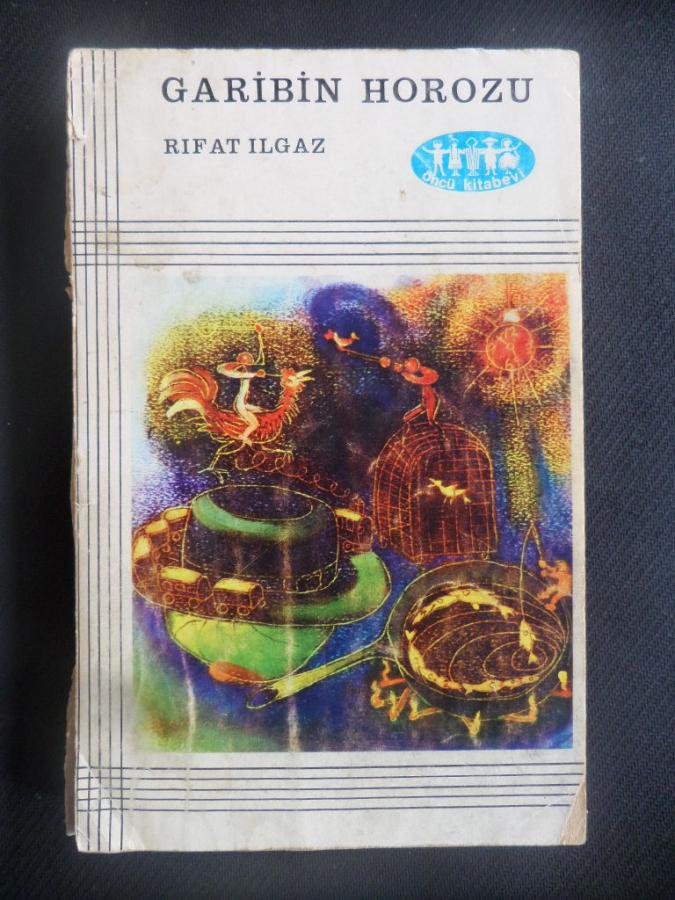 GARİBİN HOROZU
RIFAT ILGAZ
öncü kitabevi